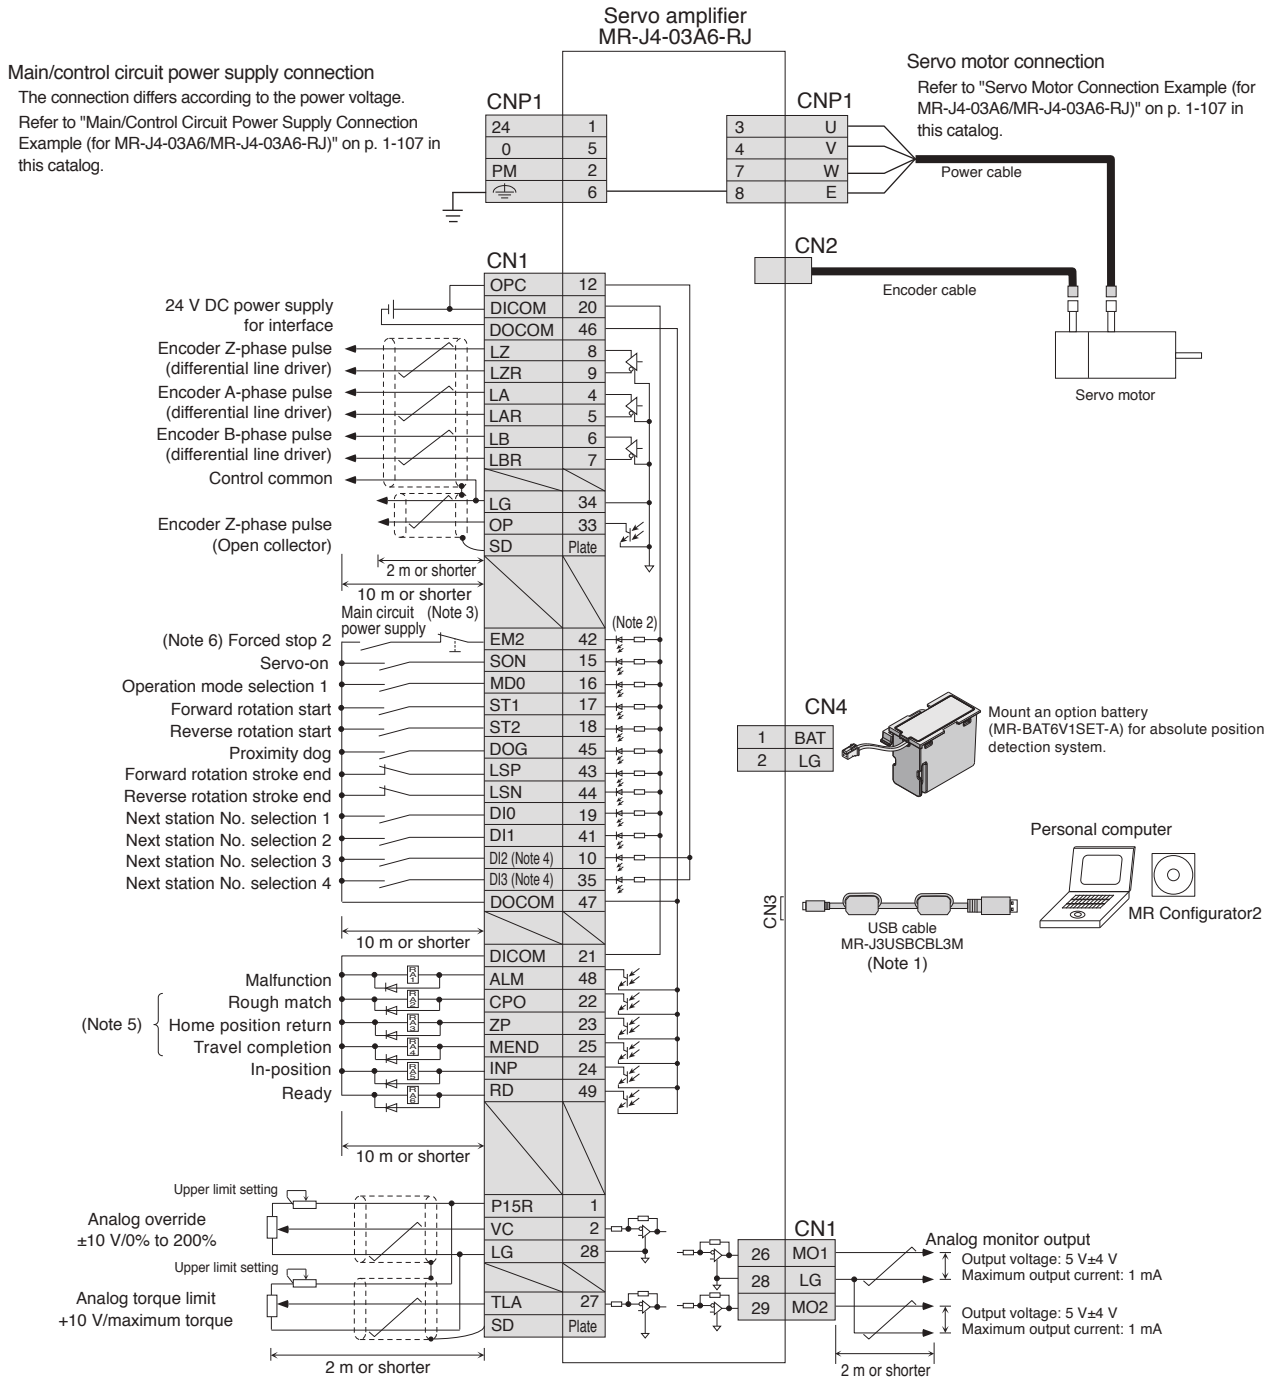 Servo amplifier
MR-J4-03A6-RJ
Main/control circuit power supply connection
The connection differs according to the power voltage.
Refer to "Main/Control Circuit Power Supply Connection
Example (for MR-J4-03A6/MR-J4-03A6-RJ)" on p. 1-107 in
this catalog.
Servo motor connection
Refer to "Servo Motor Connection Example (for
MR-J4-03A6/MR-J4-03A6-RJ)" on p. 1-107 in
this catalog.
CNP1
24 1
0 5
PM 2
6
CNP1
3 U
4 V
7 W
8 E
Power cable
CN2
Encoder cable
Servo motor
CN1
OPC 12
24 V DC power supply
for interface
DICOM 20
DOCOM 46
Encoder Z-phase pulse
(differential line driver)
LZ 8
LZR 9
Encoder A-phase pulse
(differential line driver)
LA 4
LAR 5
Encoder B-phase pulse
(differential line driver)
LB 6
LBR 7
Control common
LG 34
Encoder Z-phase pulse
(Open collector)
OP 33
SD Plate
2 m or shorter
10 m or shorter
Main circuit
power supply
(Note 3)
(Note 2)
(Note 6) Forced stop 2 EM2 42
Servo-on SON 15
Operation mode selection 1 MD0 16
Forward rotation start ST1 17
Reverse rotation start ST2 18
Proximity dog DOG 45
Forward rotation stroke end LSP 43
Reverse rotation stroke end LSN 44
Next station No. selection 1 DI0 19
Next station No. selection 2 DI1 41
Next station No. selection 3 DI2 (Note 4) 10
Next station No. selection 4 DI3 (Note 4) 35
DOCOM 47
10 m or shorter
DICOM 21
Malfunction RA1 ALM 48
(Note 5)
Rough match RA2 CPO 22
Home position return RA3 ZP 23
Travel completion RA4 MEND 25
In-position RA5 INP 24
Ready RA6 RD 49
10 m or shorter
CN4
1 BAT
2 LG
Mount an option battery
(MR-BAT6V1SET-A) for absolute position
detection system.
Personal computer
CN3
MR Configurator2
USB cable
MR-J3USBCBL3M
(Note 1)
Upper limit setting
P15R 1
Analog override
±10 V/0% to 200%
VC 2
LG 28
Upper limit setting
Analog torque limit
+10 V/maximum torque
TLA 27
SD Plate
2 m or shorter
CN1
26 MO1
28 LG
29 MO2
Analog monitor output
Output voltage: 5 V±4 V
Maximum output current: 1 mA
Output voltage: 5 V±4 V
Maximum output current: 1 mA
2 m or shorter